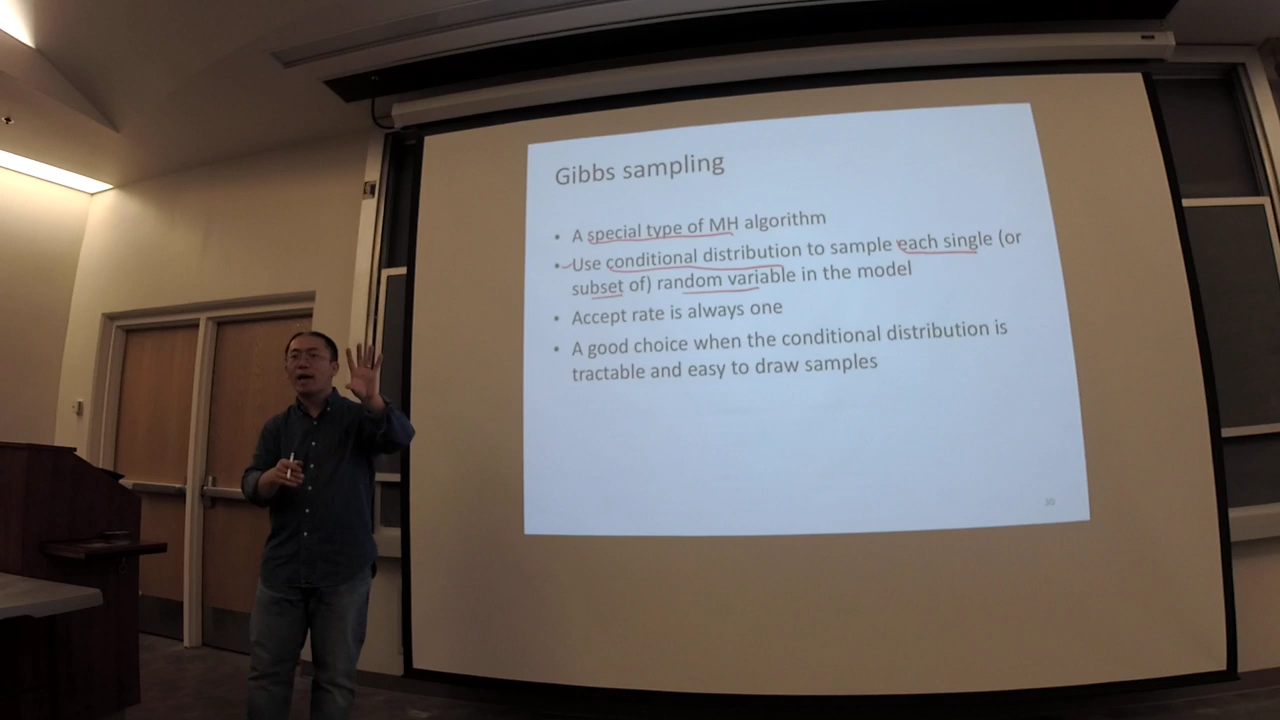 Gibbs sampling
• A special type of MH algorithm
• Use conditional distribution to sample each single (or
subset of) random variable in the model
• Accept rate is always one
• A good choice when the conditional distribution is
tractable and easy to draw samples
30